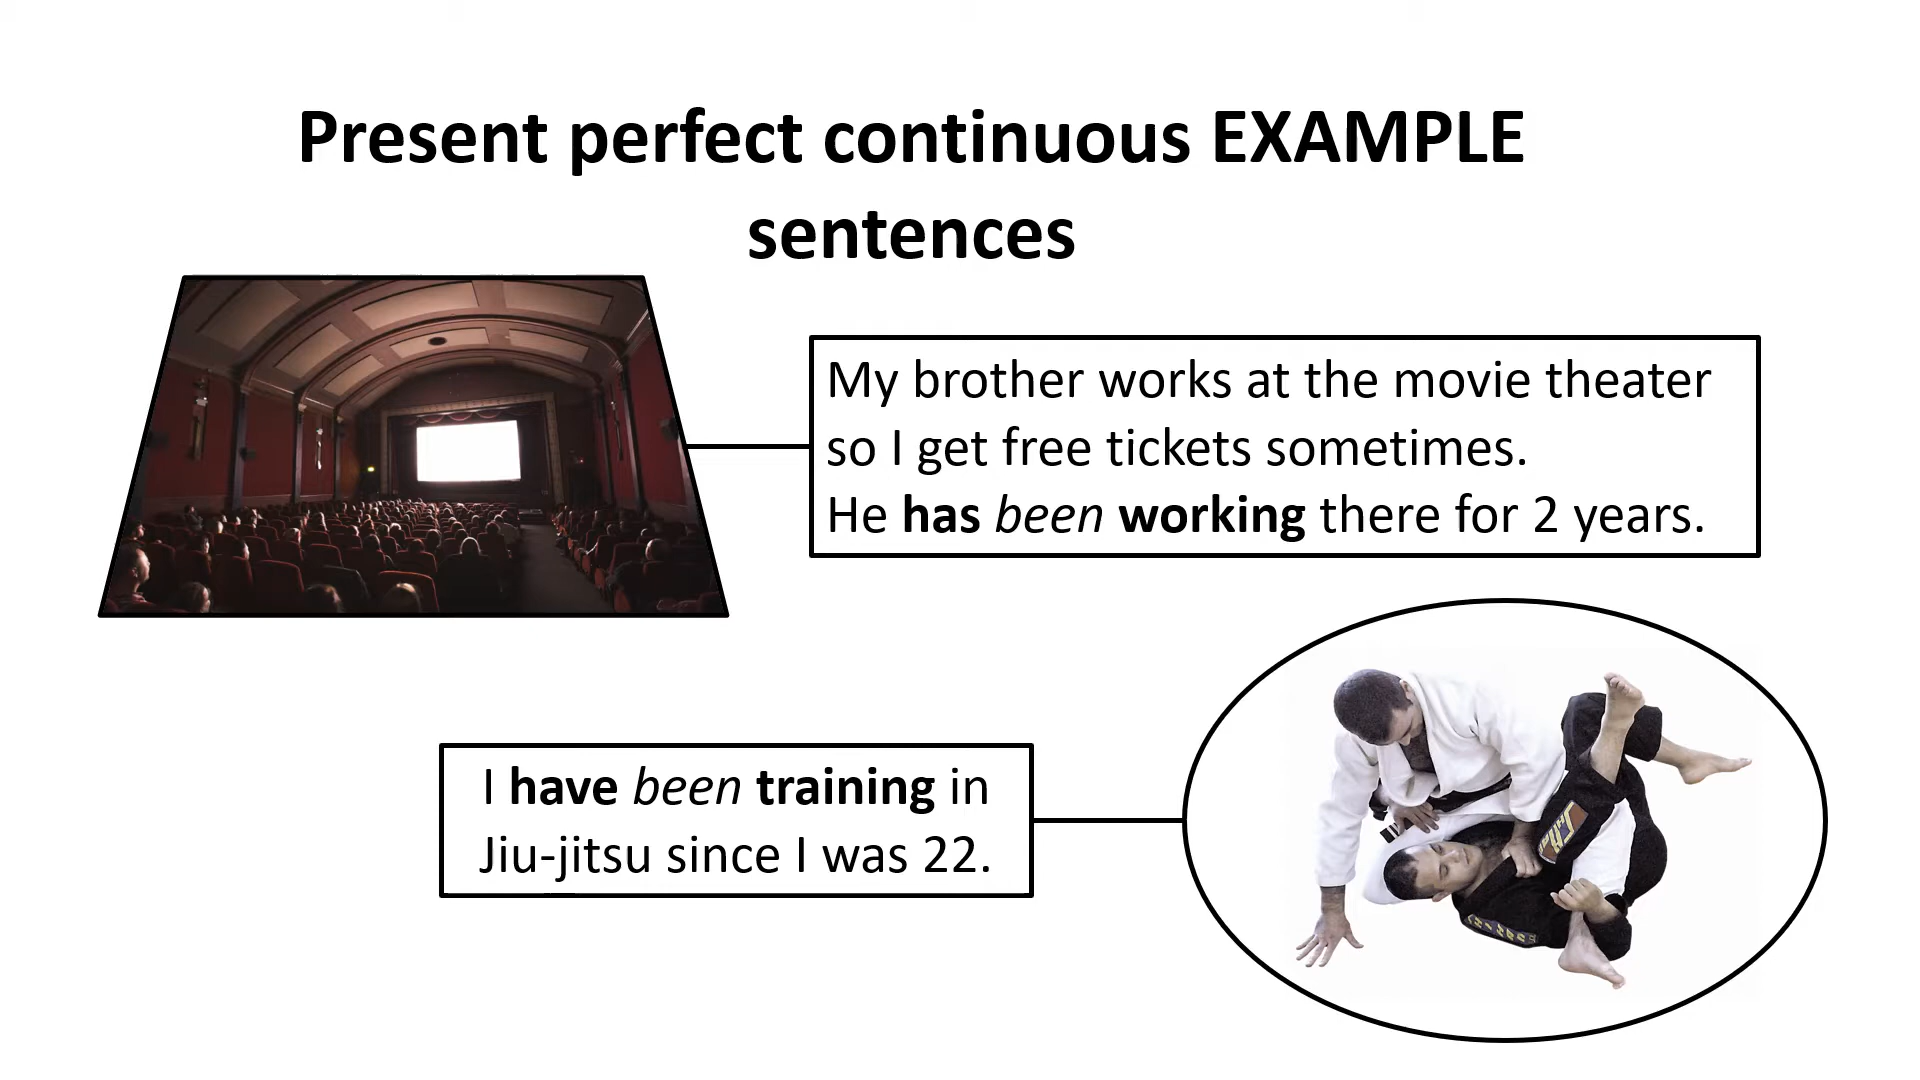 Present perfect continuous EXAMPLE
sentences
My brother works at the movie theater
so I get free tickets sometimes.
He has been working there for 2 years.
I have been training in
Jiu-jitsu since I was 22.